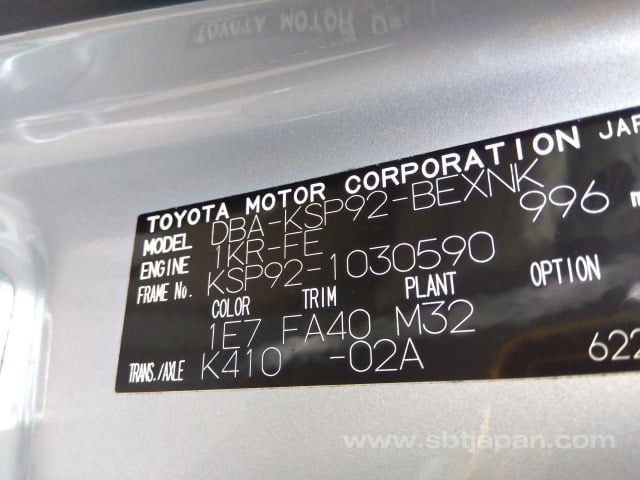 TOYOTA MOTOR CORPORATION JAP
MODEL DBA-KSP92-BEXNK
ENGINE 1KR-FE 996 m
FRAME No. KSP92-1030590
COLOR TRIM PLANT OPTION
1E7 FA40 M32
TRANS./AXLE K410 -02A 622
www.sbtjapan.com